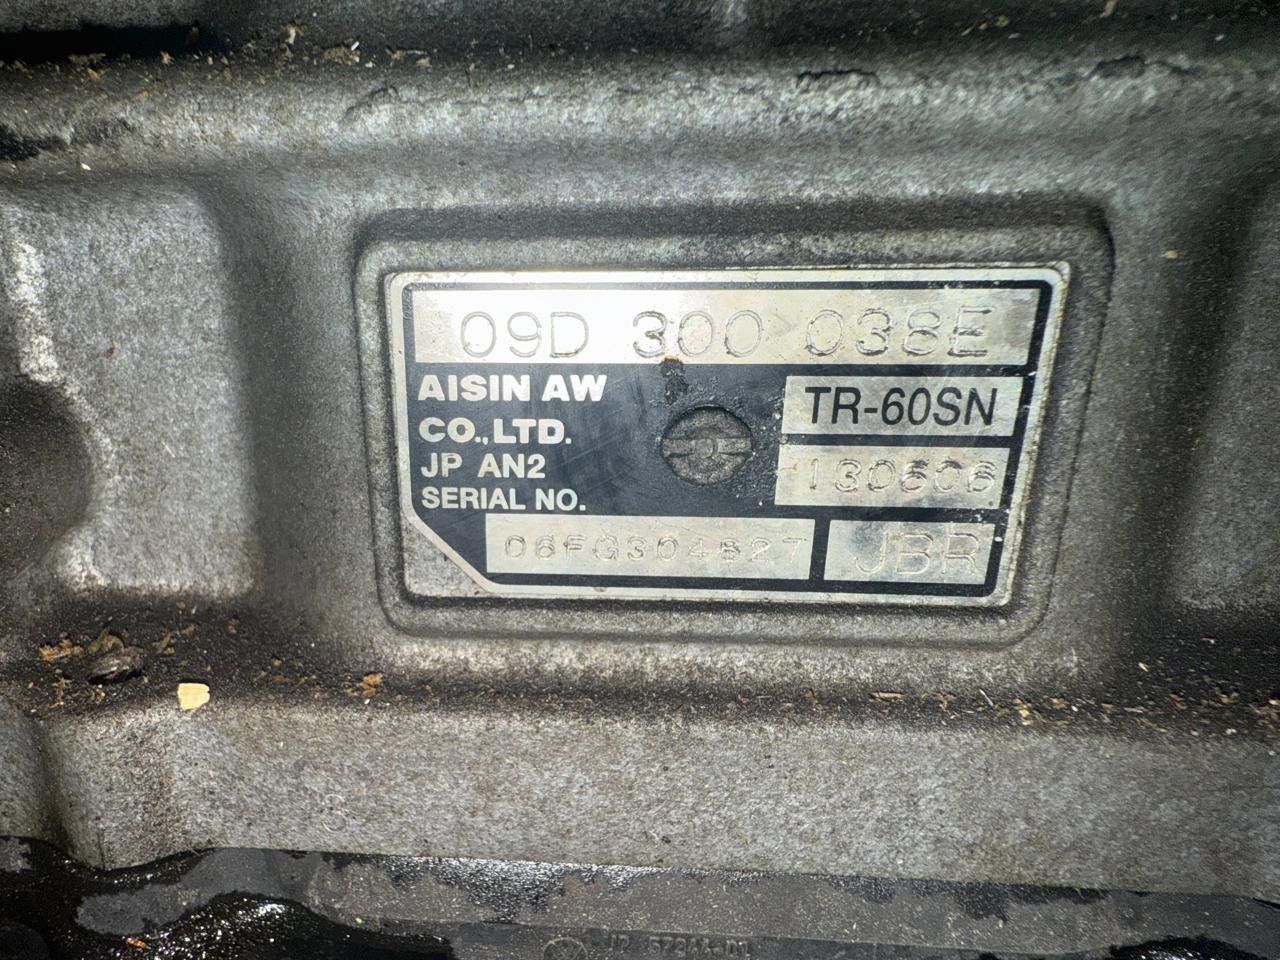 09D 300 038E
AISIN AW
CO.,LTD.
JP AN2
SERIAL NO.
TR-60SN
130606
06FG304827
JBR